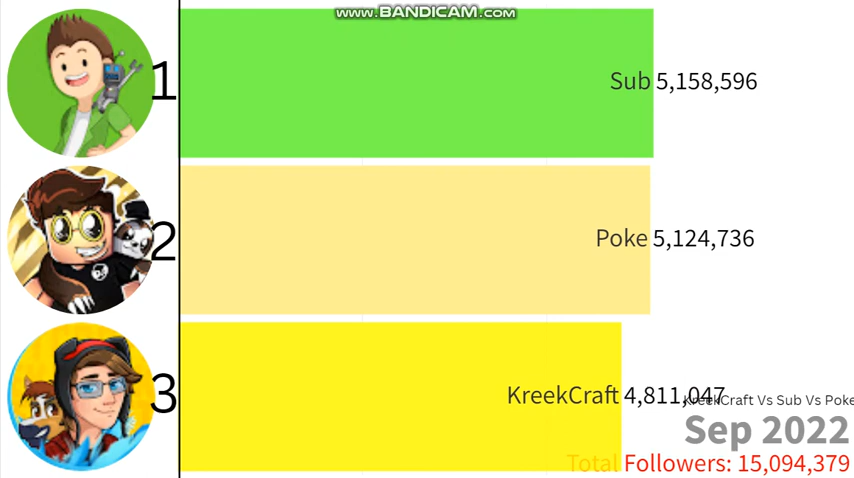 www.BANDICAM.com
1
Sub 5,158,596
2
Poke 5,124,736
3
KreekCraft 4,811,047
KreekCraft Vs Sub Vs Poke
Sep 2022
Total Followers: 15,094,379